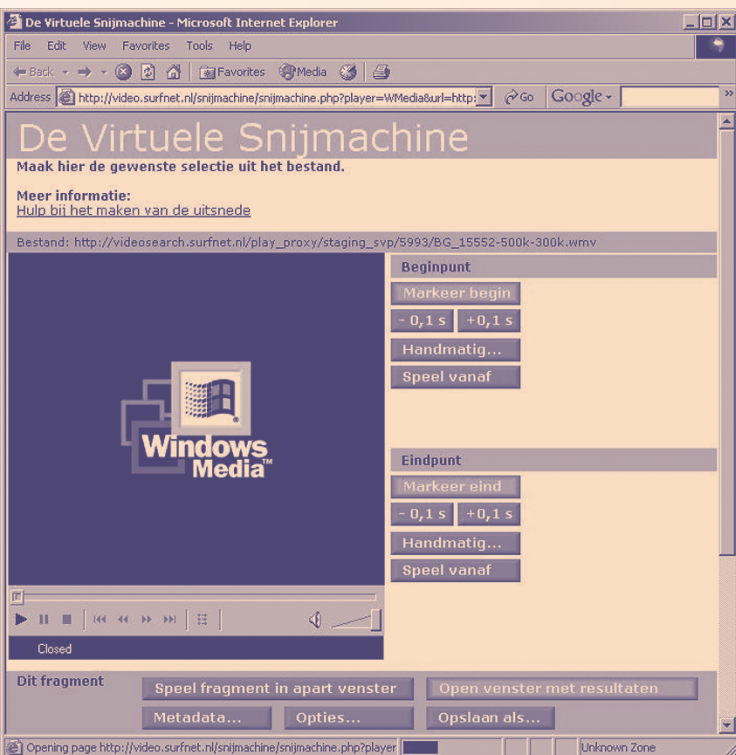 De Virtuele Snijmachine - Microsoft Internet Explorer
File Edit View Favorites Tools Help
Back Favorites Media
Address http://video.surfnet.nl/snijmachine/snijmachine.php?player=WMedia&url=http: Go Google »
De Virtuele Snijmachine
Maak hier de gewenste selectie uit het bestand.
Meer informatie:
Hulp bij het maken van de uitsnede
Bestand: http://videosearch.surfnet.nl/play_proxy/staging_svp/5993/BG_15552-500k-300k.wmv
Beginpunt
Markeer begin
- 0,1 s +0,1 s
Handmatig...
Speel vanaf
Windows
Media™
Eindpunt
Markeer eind
- 0,1 s +0,1 s
Handmatig...
Speel vanaf
Closed
Dit fragment
Speel fragment in apart venster Open venster met resultaten
Metadata... Opties... Opslaan als...
Opening page http://video.surfnet.nl/snijmachine/snijmachine.php?player Unknown Zone